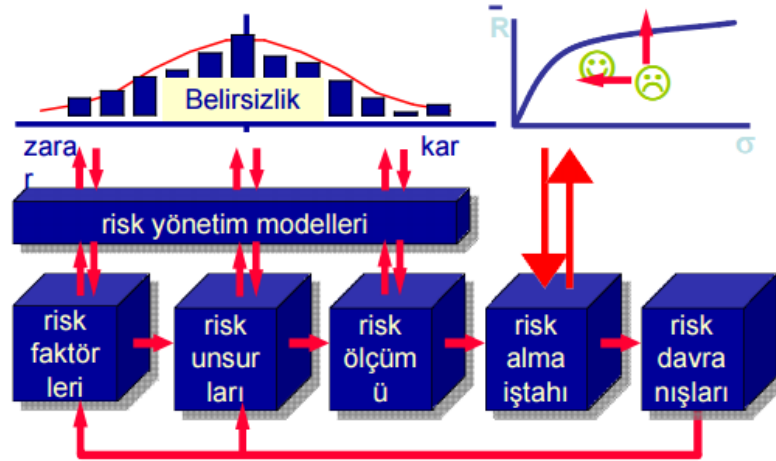 R̄
Belirsizlik
σ
zara
r
kar
risk yönetim modelleri
risk
faktör
leri
risk
unsur
ları
risk
ölçüm
ü
risk
alma
iştahı
risk
davra
nışları